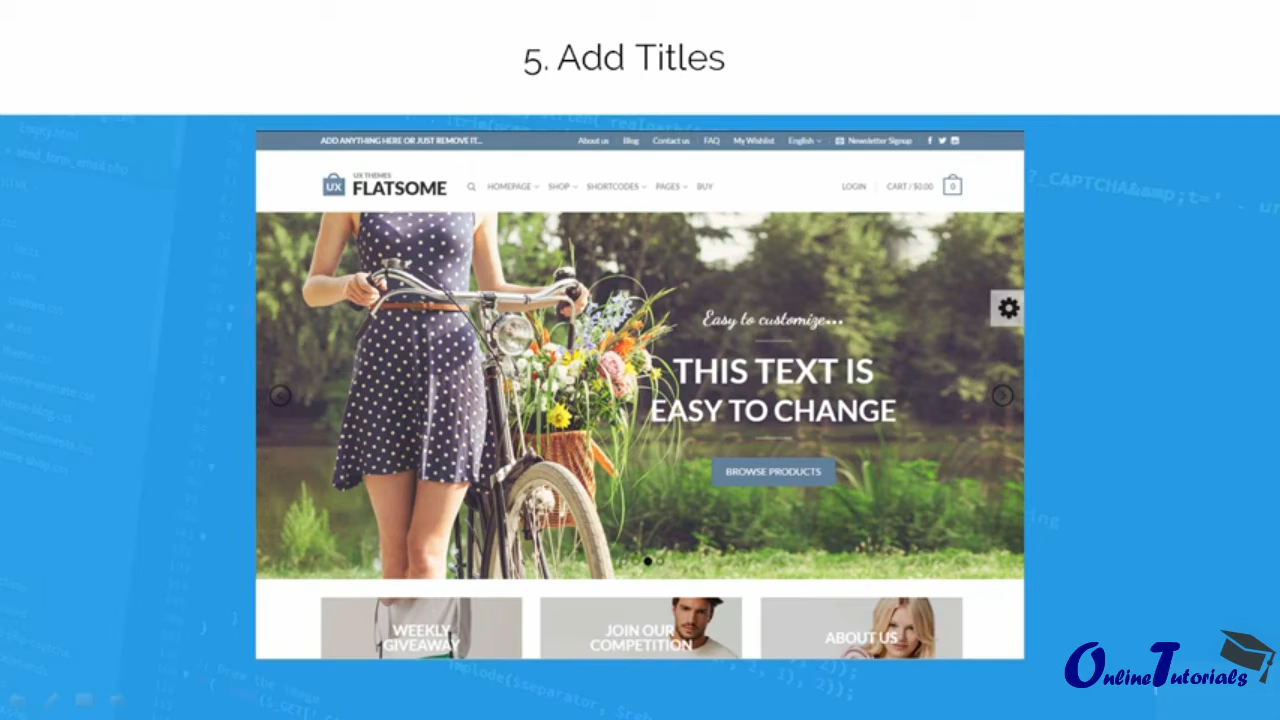 5. Add Titles
ADD ANYTHING HERE OR JUST REMOVE IT...
About us Blog Contact us FAQ My Wishlist English Newsletter Signup
UX THEMES
UX FLATSOME
HOMEPAGE SHOP SHORTCODES PAGES BUY
LOGIN CART / $0.00 0
Easy to customize...
THIS TEXT IS
EASY TO CHANGE
BROWSE PRODUCTS
WEEKLY
GIVEAWAY
JOIN OUR
COMPETITION
ABOUT US
OnlineTutorials